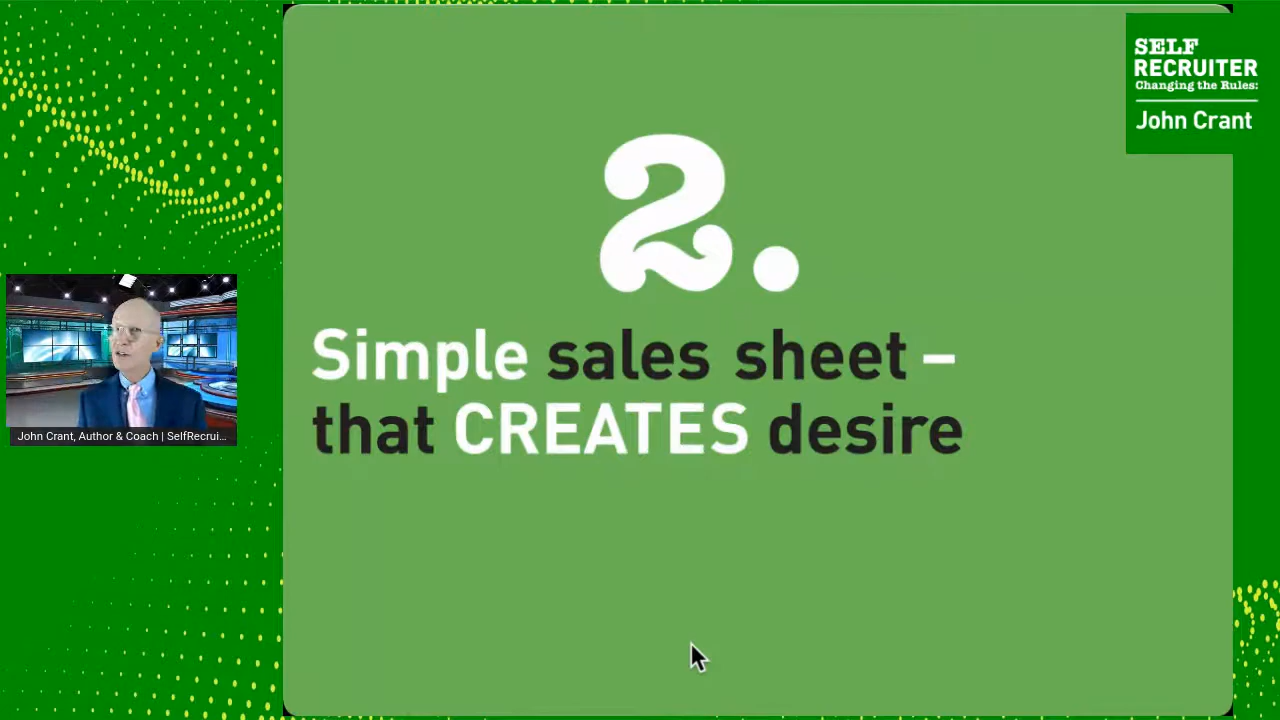 SELF
RECRUITER
Changing the Rules:
John Crant
2.
Simple sales sheet –
that CREATES desire
John Crant, Author & Coach | SelfRecrui...